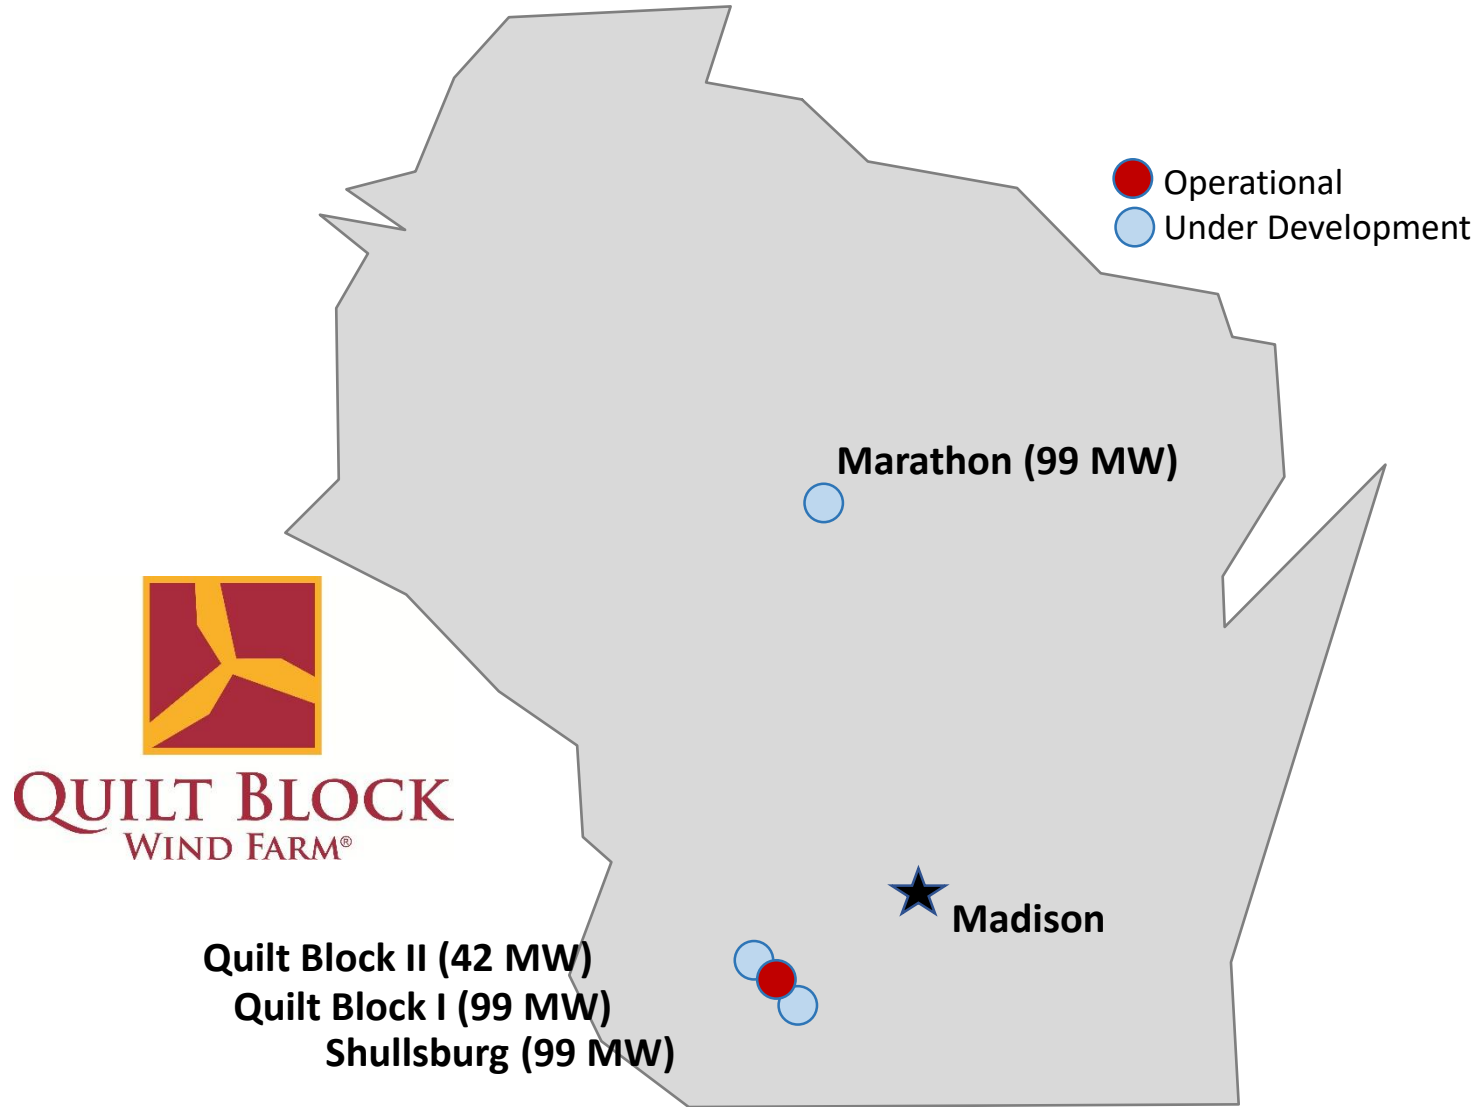 Operational
Under Development
Marathon (99 MW)
QUILT BLOCK
WIND FARM®
Madison
Quilt Block II (42 MW)
Quilt Block I (99 MW)
Shullsburg (99 MW)